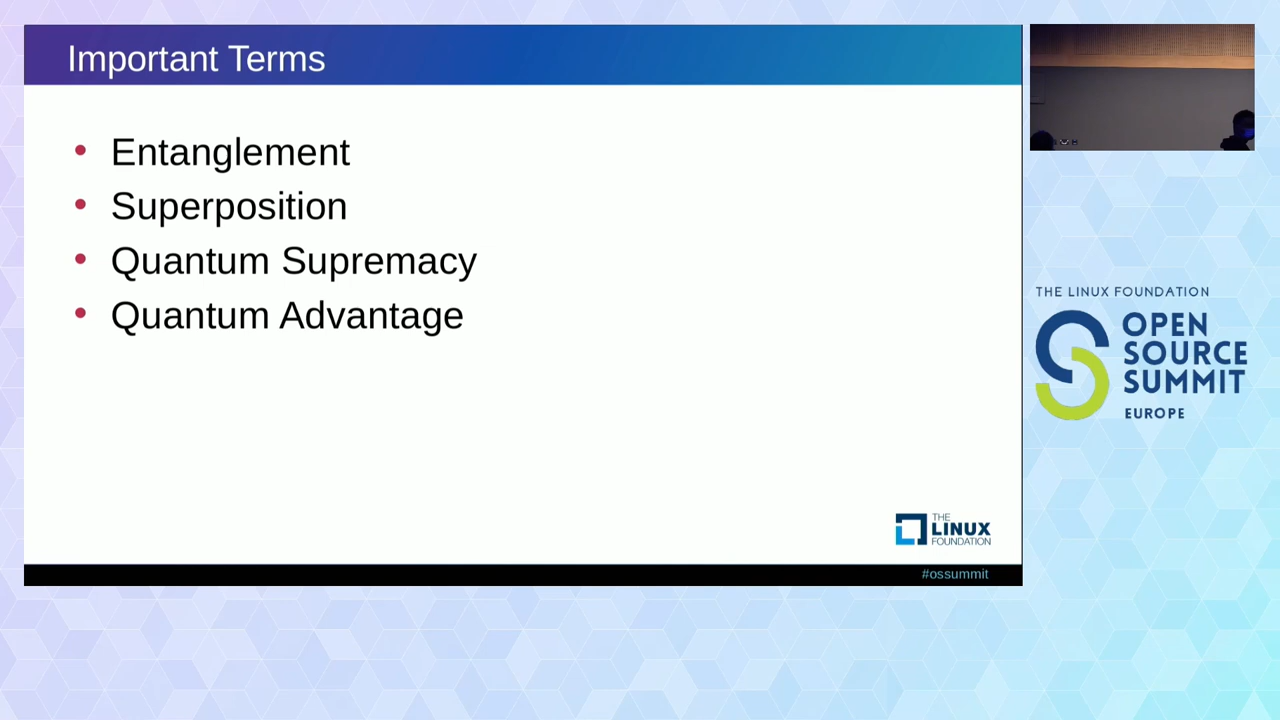 Important Terms
• Entanglement
• Superposition
• Quantum Supremacy
• Quantum Advantage
THE
LINUX
FOUNDATION
#ossummit
THE LINUX FOUNDATION
OPEN
SOURCE
SUMMIT
EUROPE